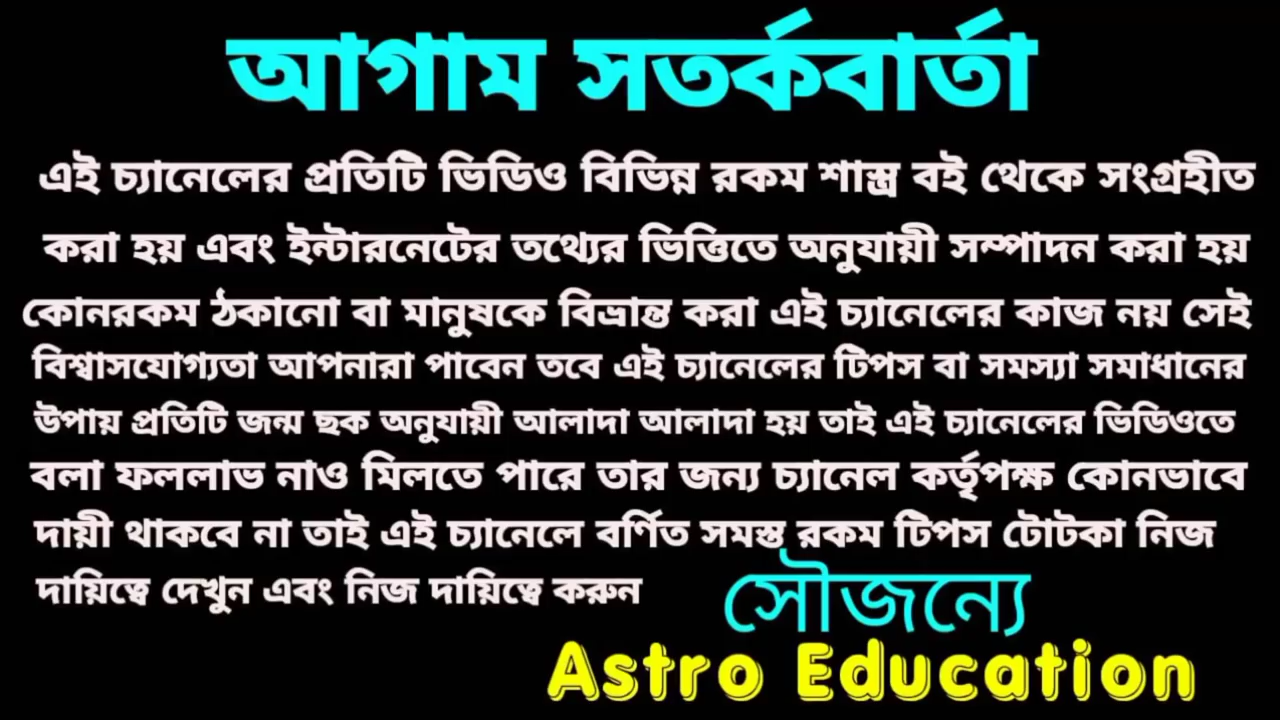 আগাম সতর্কবার্তা
এই চ্যানেলের প্রতিটি ভিডিও বিভিন্ন রকম শাস্ত্র বই থেকে সংগ্রহীত
করা হয় এবং ইন্টারনেটের তথ্যের ভিত্তিতে অনুযায়ী সম্পাদন করা হয়
কোনরকম ঠকানো বা মানুষকে বিভ্রান্ত করা এই চ্যানেলের কাজ নয় সেই
বিশ্বাসযোগ্যতা আপনারা পাবেন তবে এই চ্যানেলের টিপস বা সমস্যা সমাধানের
উপায় প্রতিটি জন্ম ছক অনুযায়ী আলাদা আলাদা হয় তাই এই চ্যানেলের ভিডিওতে
বলা ফললাভ নাও মিলতে পারে তার জন্য চ্যানেল কর্তৃপক্ষ কোনভাবে
দায়ী থাকবে না তাই এই চ্যানেলে বর্ণিত সমস্ত রকম টিপস টোটকা নিজ
দায়িত্বে দেখুন এবং নিজ দায়িত্বে করুন
সৌজন্যে
Astro Education